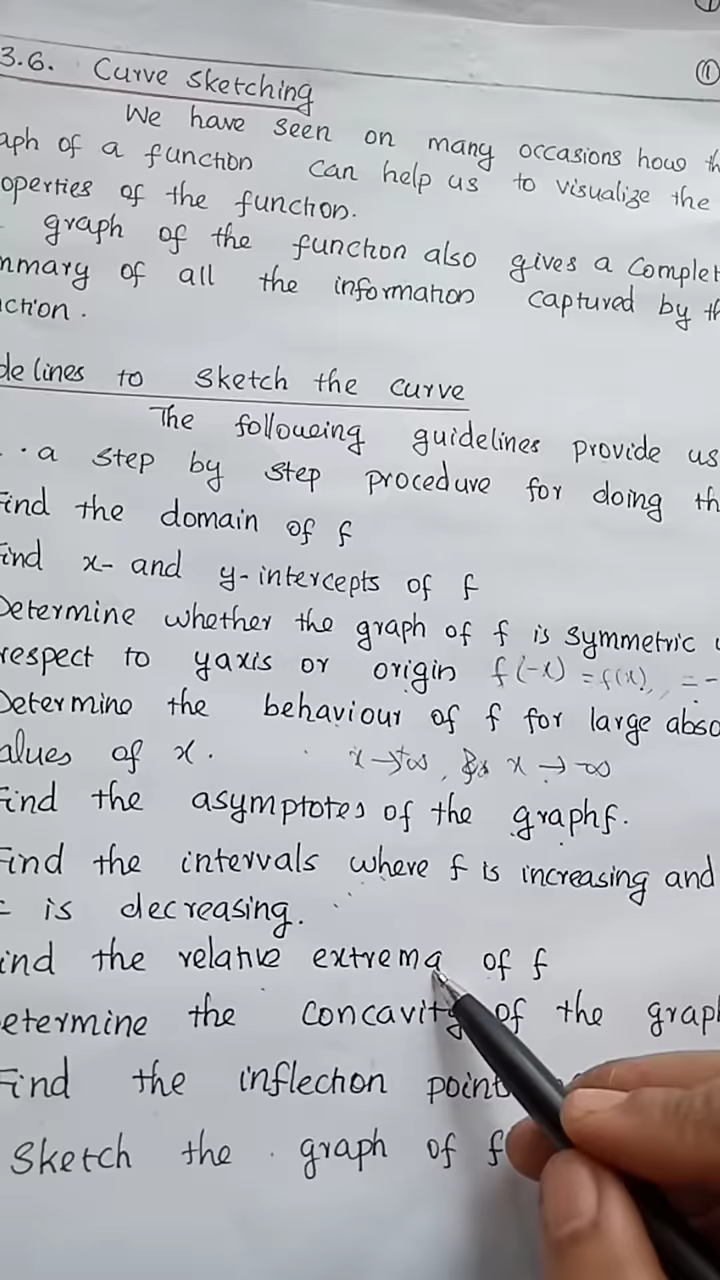 3.6. Curve Sketching
We have seen on many occasions how th
aph of a function can help us to visualize the
operties of the function.
graph of the function also gives a Complet
mmary of all the information captured by th
nction.
de lines to Sketch the curve
The following guidelines provide us
a step by step procedure for doing th
Find the domain of f
Find x- and y-intercepts of f
Determine whether the graph of f is symmetric
respect to yaxis or origin f(-x) = f(x), = -
Determine the behaviour of f for large abso
alues of x. x→+∞, x→-∞
Find the asymptotes of the graph f.
Find the intervals where f is increasing and
f is decreasing.
ind the relative extrema of f
etermine the concavity of the grap
Find the inflection point
Sketch the graph of f